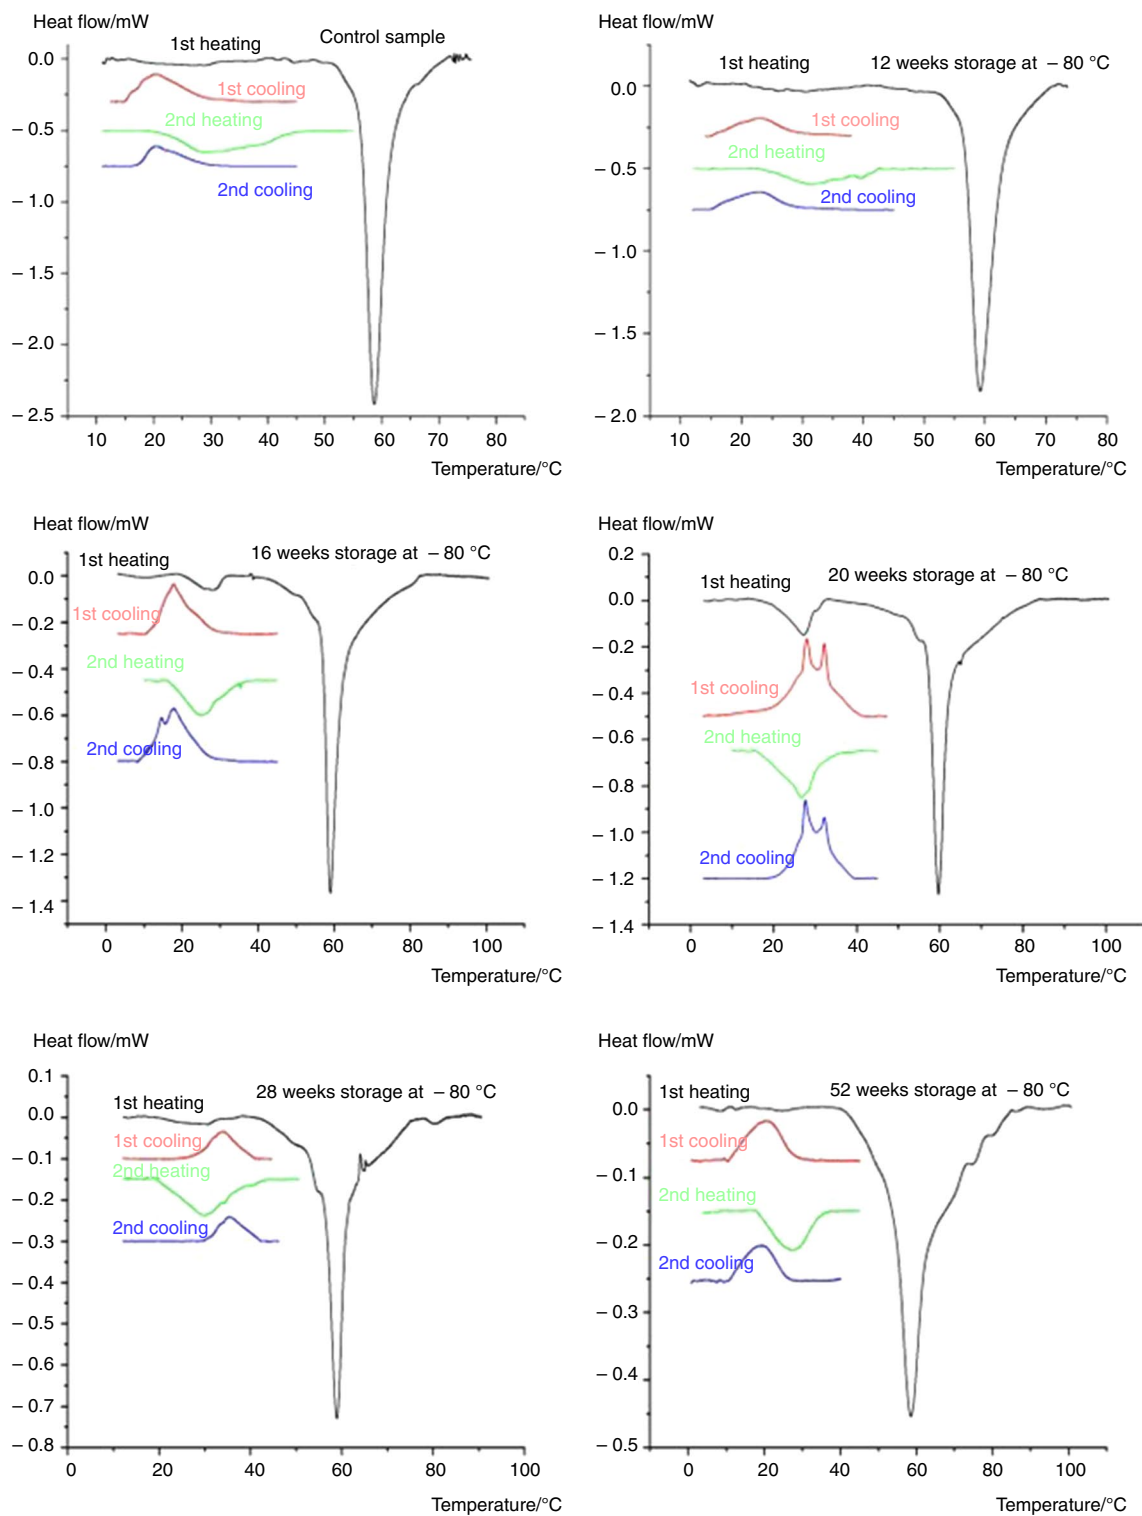 Heat flow/mW
1st heating
Control sample
0.0
1st cooling
– 0.5
2nd heating
2nd cooling
– 1.0
– 1.5
– 2.0
– 2.5
10 20 30 40 50 60 70 80
Temperature/°C
Heat flow/mW
1st heating
12 weeks storage at – 80 °C
0.0
1st cooling
2nd heating
– 0.5
2nd cooling
– 1.0
– 1.5
– 2.0
10 20 30 40 50 60 70 80
Temperature/°C
Heat flow/mW
1st heating
16 weeks storage at – 80 °C
0.0
1st cooling
– 0.2
– 0.4
2nd heating
– 0.6
2nd cooling
– 0.8
– 1.0
– 1.2
– 1.4
0 20 40 60 80 100
Temperature/°C
Heat flow/mW
0.2
1st heating
20 weeks storage at – 80 °C
0.0
– 0.2
1st cooling
– 0.4
– 0.6
2nd heating
– 0.8
2nd cooling
– 1.0
– 1.2
– 1.4
0 20 40 60 80 100
Temperature/°C
Heat flow/mW
0.1
28 weeks storage at – 80 °C
1st heating
0.0
1st cooling
– 0.1
2nd heating
– 0.2
2nd cooling
– 0.3
– 0.4
– 0.5
– 0.6
– 0.7
– 0.8
0 20 40 60 80 100
Temperature/°C
Heat flow/mW
1st heating
52 weeks storage at – 80 °C
0.0
1st cooling
– 0.1
2nd heating
– 0.2
2nd cooling
– 0.3
– 0.4
– 0.5
0 20 40 60 80 100
Temperature/°C